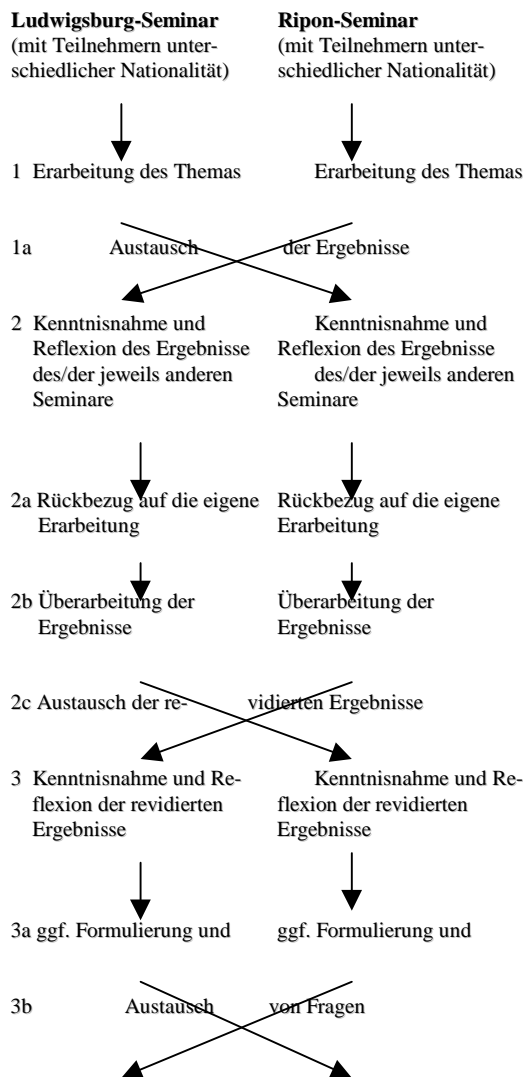 Ludwigsburg-Seminar Ripon-Seminar
(mit Teilnehmern unter- (mit Teilnehmern unter-
schiedlicher Nationalität) schiedlicher Nationalität)
1 Erarbeitung des Themas Erarbeitung des Themas
1a Austausch der Ergebnisse
2 Kenntnisnahme und Kenntnisnahme und
Reflexion des Ergebnisse Reflexion des Ergebnisse
des/der jeweils anderen des/der jeweils anderen
Seminare Seminare
2a Rückbezug auf die eigene Rückbezug auf die eigene
Erarbeitung Erarbeitung
2b Überarbeitung der Überarbeitung der
Ergebnisse Ergebnisse
2c Austausch der re- vidierten Ergebnisse
3 Kenntnisnahme und Re- Kenntnisnahme und Re-
flexion der revidierten flexion der revidierten
Ergebnisse Ergebnisse
3a ggf. Formulierung und ggf. Formulierung und
3b Austausch von Fragen